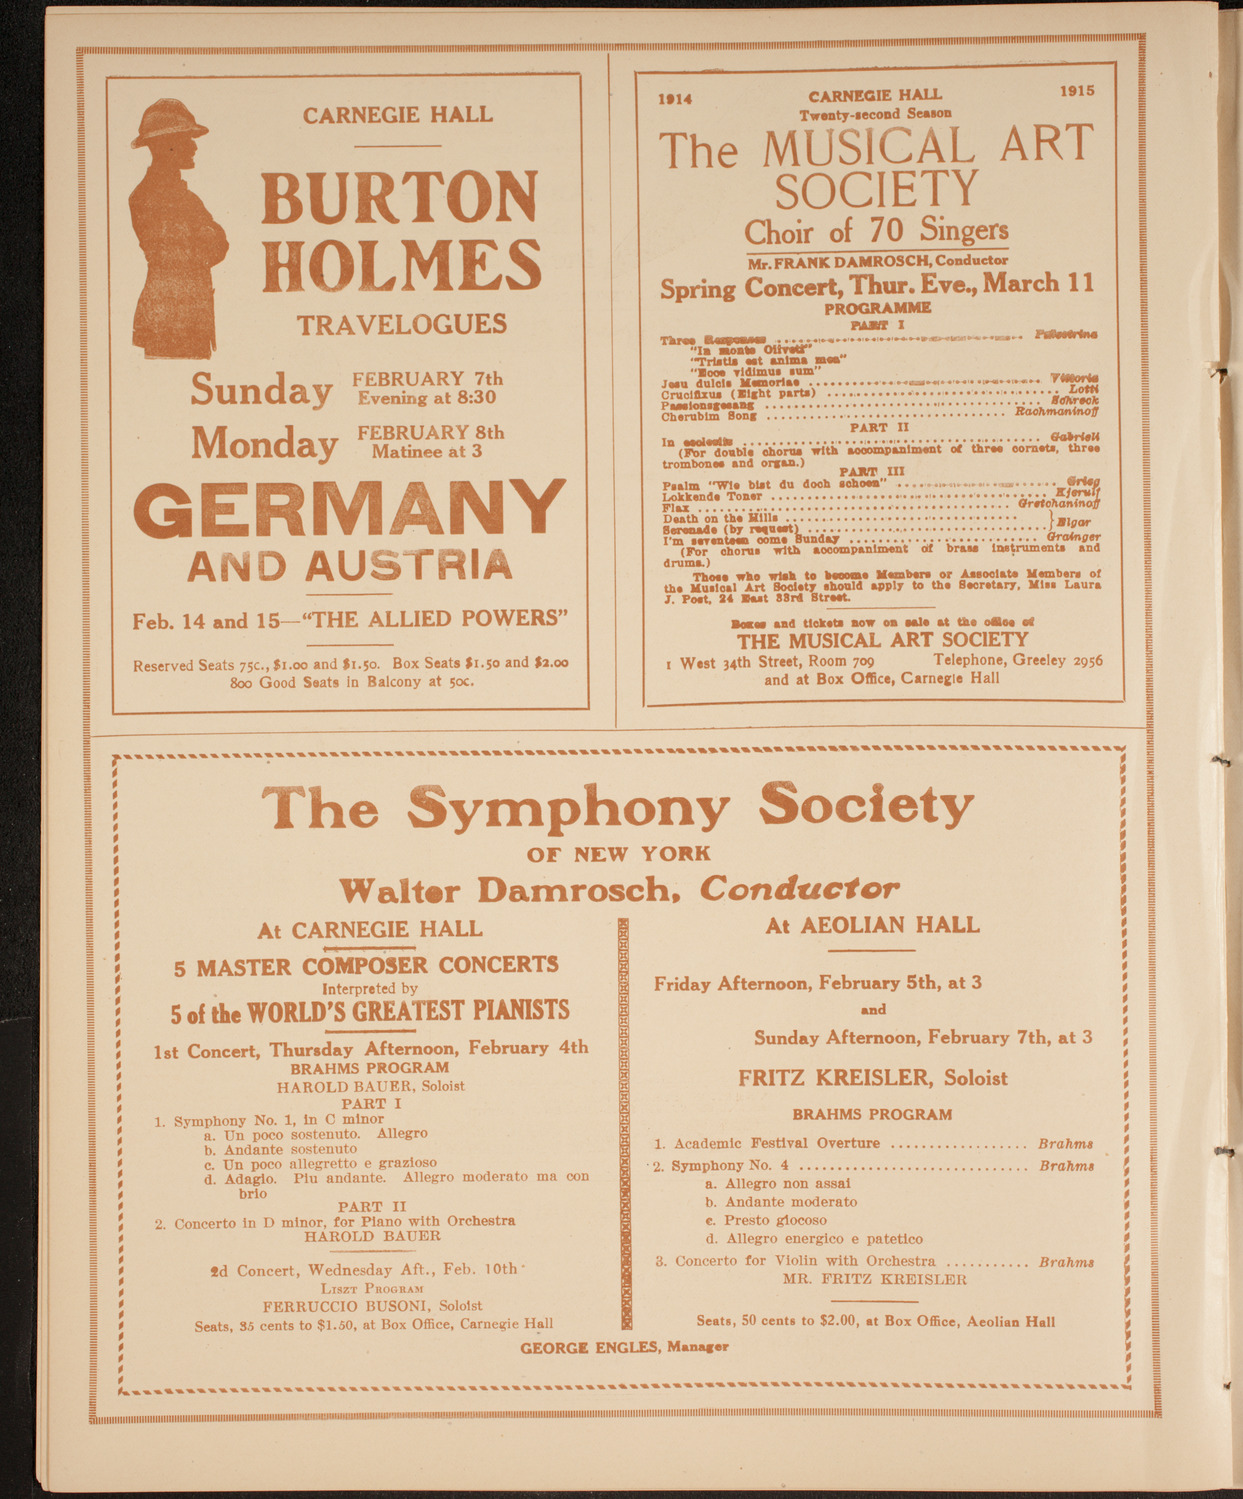 CARNEGIE HALL
BURTON
HOLMES
TRAVELOGUES
Sunday FEBRUARY 7th
Evening at 8:30
Monday FEBRUARY 8th
Matinee at 3
GERMANY
AND AUSTRIA
Feb. 14 and 15—“THE ALLIED POWERS”
Reserved Seats 75c., $1.00 and $1.50. Box Seats $1.50 and $2.00
800 Good Seats in Balcony at 50c.
1914 CARNEGIE HALL 1915
Twenty-second Season
The MUSICAL ART
SOCIETY
Choir of 70 Singers
Mr. FRANK DAMROSCH, Conductor
Spring Concert, Thur. Eve., March 11
PROGRAMME
PART I
Three Responses ........ Palestrina
“In monte Oliveti”
“Tristis est anima mea”
“Ecce vidimus eum”
Jesu dulcis Memoriae ........ Vittoria
Crucifixus (Eight parts) ........ Lotti
Passionsgesang ........ Schreck
Cherubim Song ........ Rachmaninoff
PART II
In ecclesiis ........ Gabrieli
(For double chorus with accompaniment of three cornets, three
trombones and organ.)
PART III
Psalm “Wie bist du doch schoen” ........ Grieg
Lokkende Toner ........ Kjerulf
Flax ........ Gretchaninoff
Death on the Hills ........
Serenade (by request) ........ } Elgar
I'm seventeen come Sunday ........ Grainger
(For chorus with accompaniment of brass instruments and
drums.)
Those who wish to become Members or Associate Members of
the Musical Art Society should apply to the Secretary, Miss Laura
J. Post, 24 East 33rd Street.
Boxes and tickets now on sale at the office of
THE MUSICAL ART SOCIETY
1 West 34th Street, Room 709 Telephone, Greeley 2956
and at Box Office, Carnegie Hall
The Symphony Society
OF NEW YORK
Walter Damrosch, Conductor
At CARNEGIE HALL
5 MASTER COMPOSER CONCERTS
Interpreted by
5 of the WORLD'S GREATEST PIANISTS
1st Concert, Thursday Afternoon, February 4th
BRAHMS PROGRAM
HAROLD BAUER, Soloist
PART I
1. Symphony No. 1, in C minor
a. Un poco sostenuto. Allegro
b. Andante sostenuto
c. Un poco allegretto e grazioso
d. Adagio. Piu andante. Allegro moderato ma con
brio
PART II
2. Concerto in D minor, for Piano with Orchestra
HAROLD BAUER
2d Concert, Wednesday Aft., Feb. 10th
LISZT PROGRAM
FERRUCCIO BUSONI, Soloist
Seats, 35 cents to $1.50, at Box Office, Carnegie Hall
At AEOLIAN HALL
Friday Afternoon, February 5th, at 3
and
Sunday Afternoon, February 7th, at 3
FRITZ KREISLER, Soloist
BRAHMS PROGRAM
1. Academic Festival Overture ........ Brahms
2. Symphony No. 4 ........ Brahms
a. Allegro non assai
b. Andante moderato
c. Presto giocoso
d. Allegro energico e patetico
3. Concerto for Violin with Orchestra ........ Brahms
MR. FRITZ KREISLER
Seats, 50 cents to $2.00, at Box Office, Aeolian Hall
GEORGE ENGLES, Manager